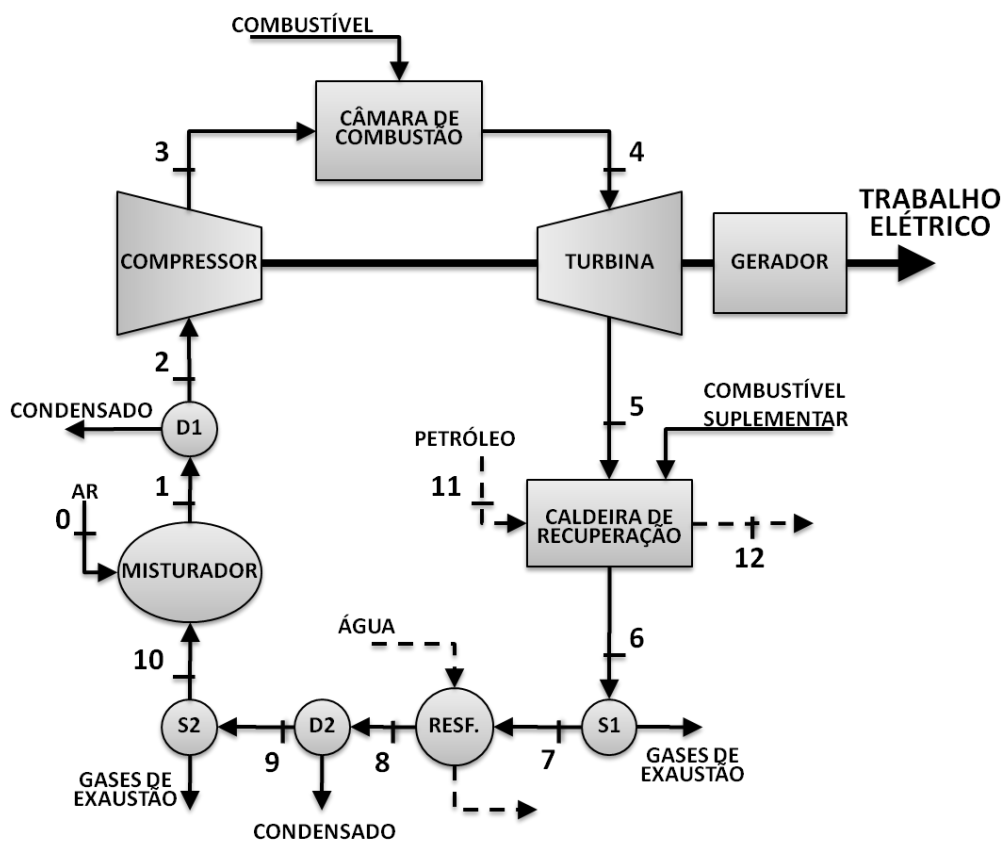 COMBUSTÍVEL
CÂMARA DE
COMBUSTÃO
3
4
TRABALHO
ELÉTRICO
COMPRESSOR
TURBINA
GERADOR
2
CONDENSADO
D1
5
COMBUSTÍVEL
SUPLEMENTAR
PETRÓLEO
11
1
AR
0
CALDEIRA DE
RECUPERAÇÃO
12
MISTURADOR
ÁGUA
6
10
S2
D2
RESF.
S1
9
8
7
GASES DE
EXAUSTÃO
GASES DE
EXAUSTÃO
CONDENSADO